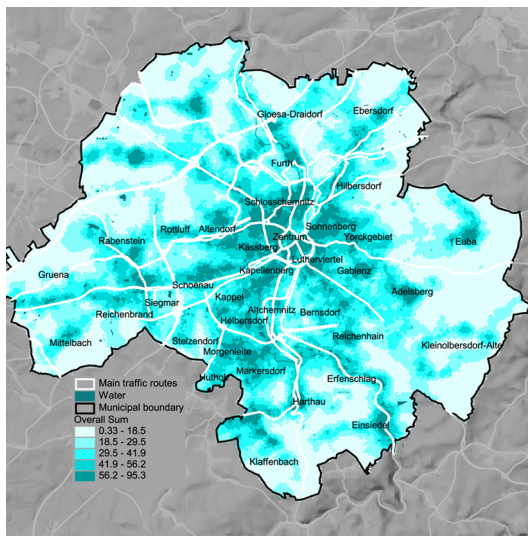 Gjoesa-Draidorf
Ebersdorf
Furth
Hilbersdorf
Schlosschemnitz
Sonnenberg
Rottluff
Altendorf
Zentrum
Yorckgebiet
Euba
Rabenstein
Kassberg
Lutherviertel
Gruena
Kapellenberg
Gablenz
Schoenau
Adelsberg
Siegmar
Kappel
Reichenbrand
Altchemnitz
Bernsdorf
Helbersdorf
Mittelbach
Stelzendorf
Reichenhain
Kleinolbersdorf-Alte
Morgenleite
Markersdorf
Erfenschlag
Huthol
Harthau
Einsiedel
Klaffenbach
Main traffic routes
Water
Municipal boundary
Overall Sum
0.33 - 18.5
18.5 - 29.5
29.5 - 41.9
41.9 - 56.2
56.2 - 95.3